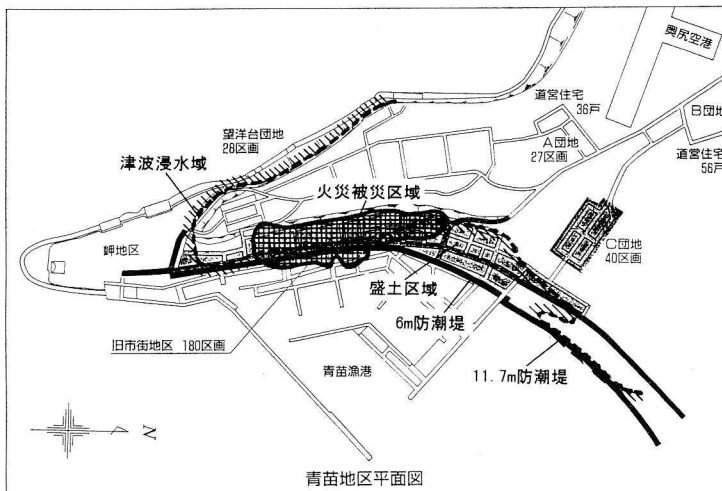 奥尻空港
道営住宅
36戸
B団地
望洋台団地
28区画
A団地
27区画
道営住宅
56戸
津波浸水域
火災被災区域
C団地
40区画
岬地区
盛土区域
6m防潮堤
旧市街地区 180区画
青苗漁港
11.7m防潮堤
N
青苗地区平面図